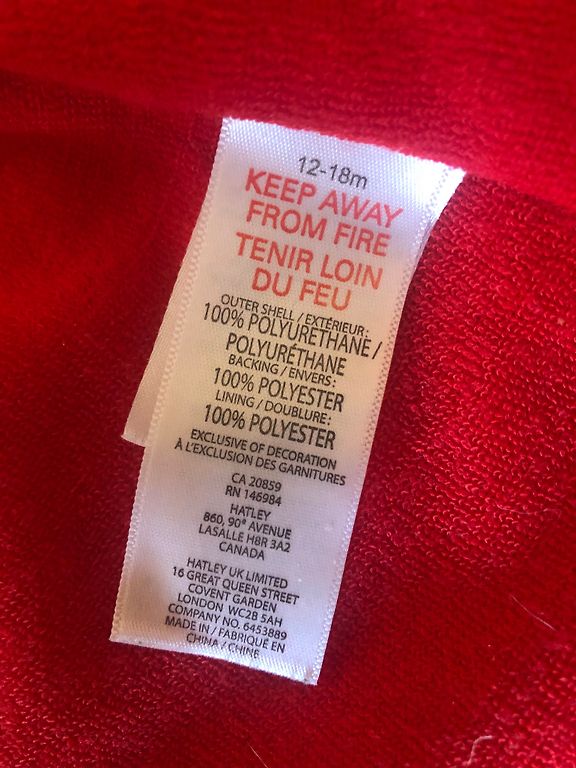 12-18m
KEEP AWAY
FROM FIRE
TENIR LOIN
DU FEU
OUTER SHELL / EXTÉRIEUR:
100% POLYURETHANE /
POLYURÉTHANE
BACKING / ENVERS:
100% POLYESTER
LINING / DOUBLURE:
100% POLYESTER
EXCLUSIVE OF DECORATION
À L'EXCLUSION DES GARNITURES
CA 20859
RN 146984
HATLEY
860, 90e AVENUE
LASALLE H8R 3A2
CANADA
HATLEY UK LIMITED
16 GREAT QUEEN STREET
COVENT GARDEN
LONDON WC2B 5AH
COMPANY NO. 6453889
MADE IN / FABRIQUÉ EN
CHINA / CHINE